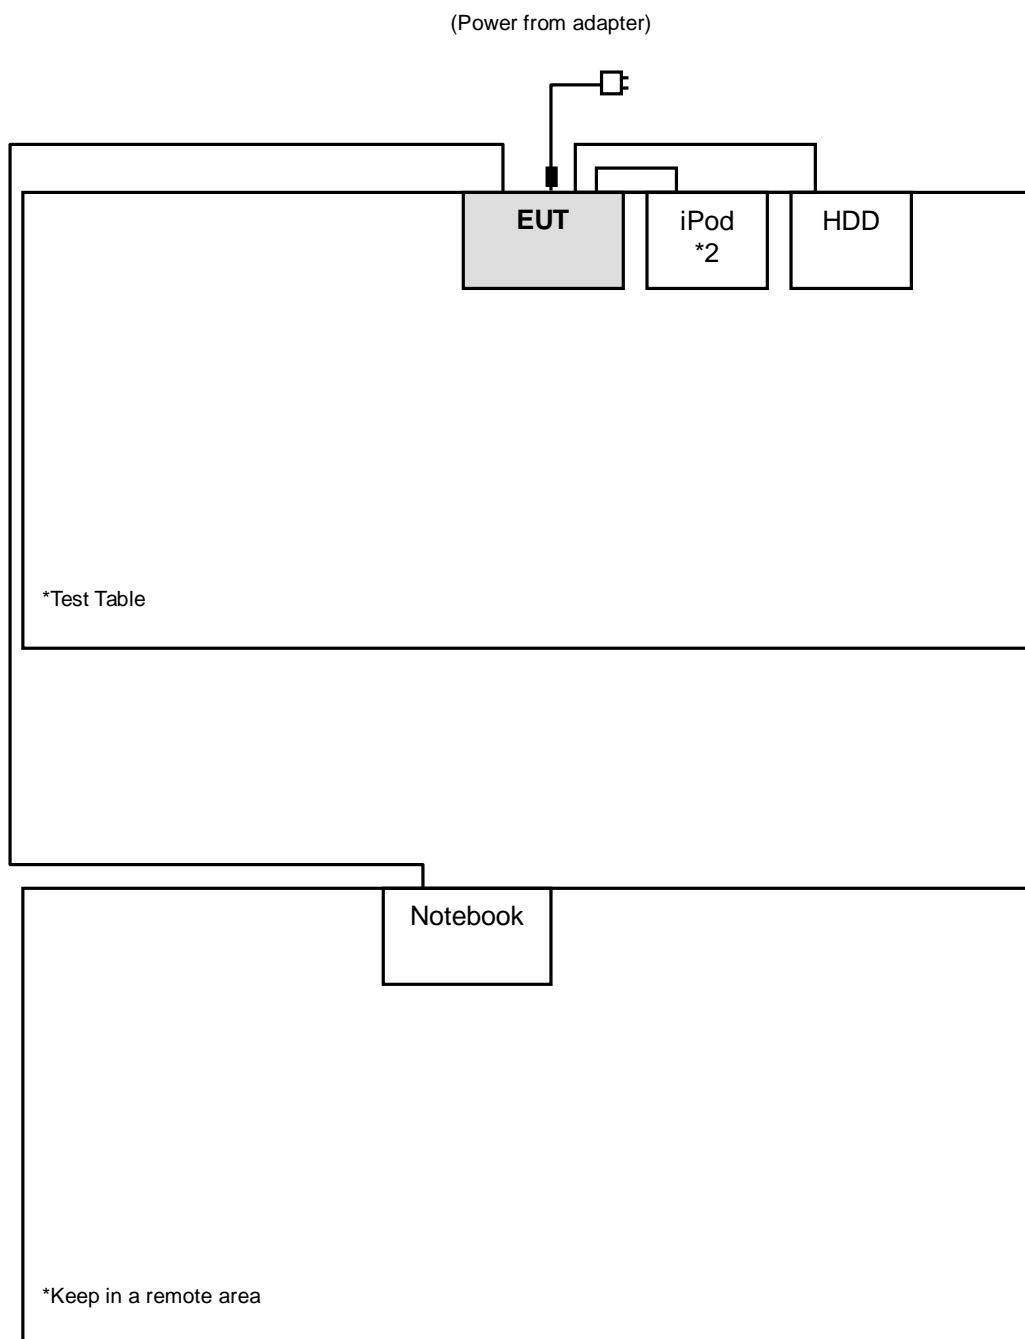 (Power from adapter)
EUT
iPod
*2
HDD
*Test Table
Notebook
*Keep in a remote area